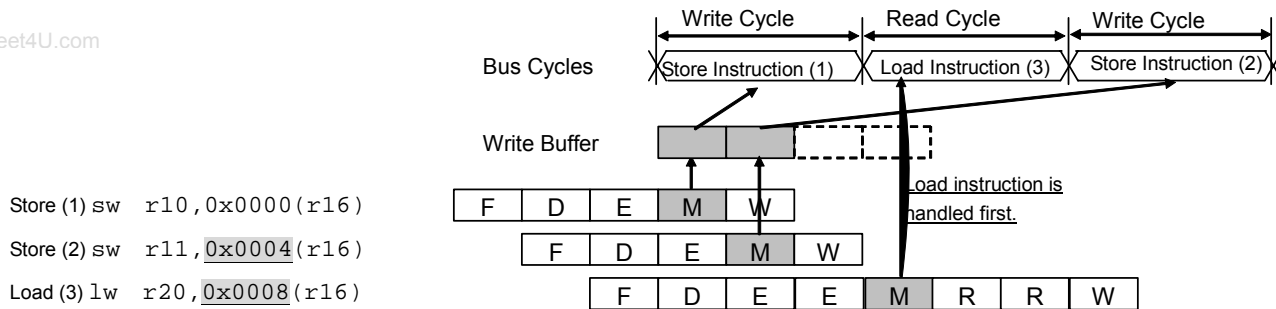 eet4U.com
Write Cycle Read Cycle Write Cycle
Bus Cycles Store Instruction (1) Load Instruction (3) Store Instruction (2)
Write Buffer
Load instruction is
handled first.
Store (1) sw r10,0x0000(r16) F D E M W
Store (2) sw r11,0x0004(r16) F D E M W
Load (3) lw r20,0x0008(r16) F D E E M R R W